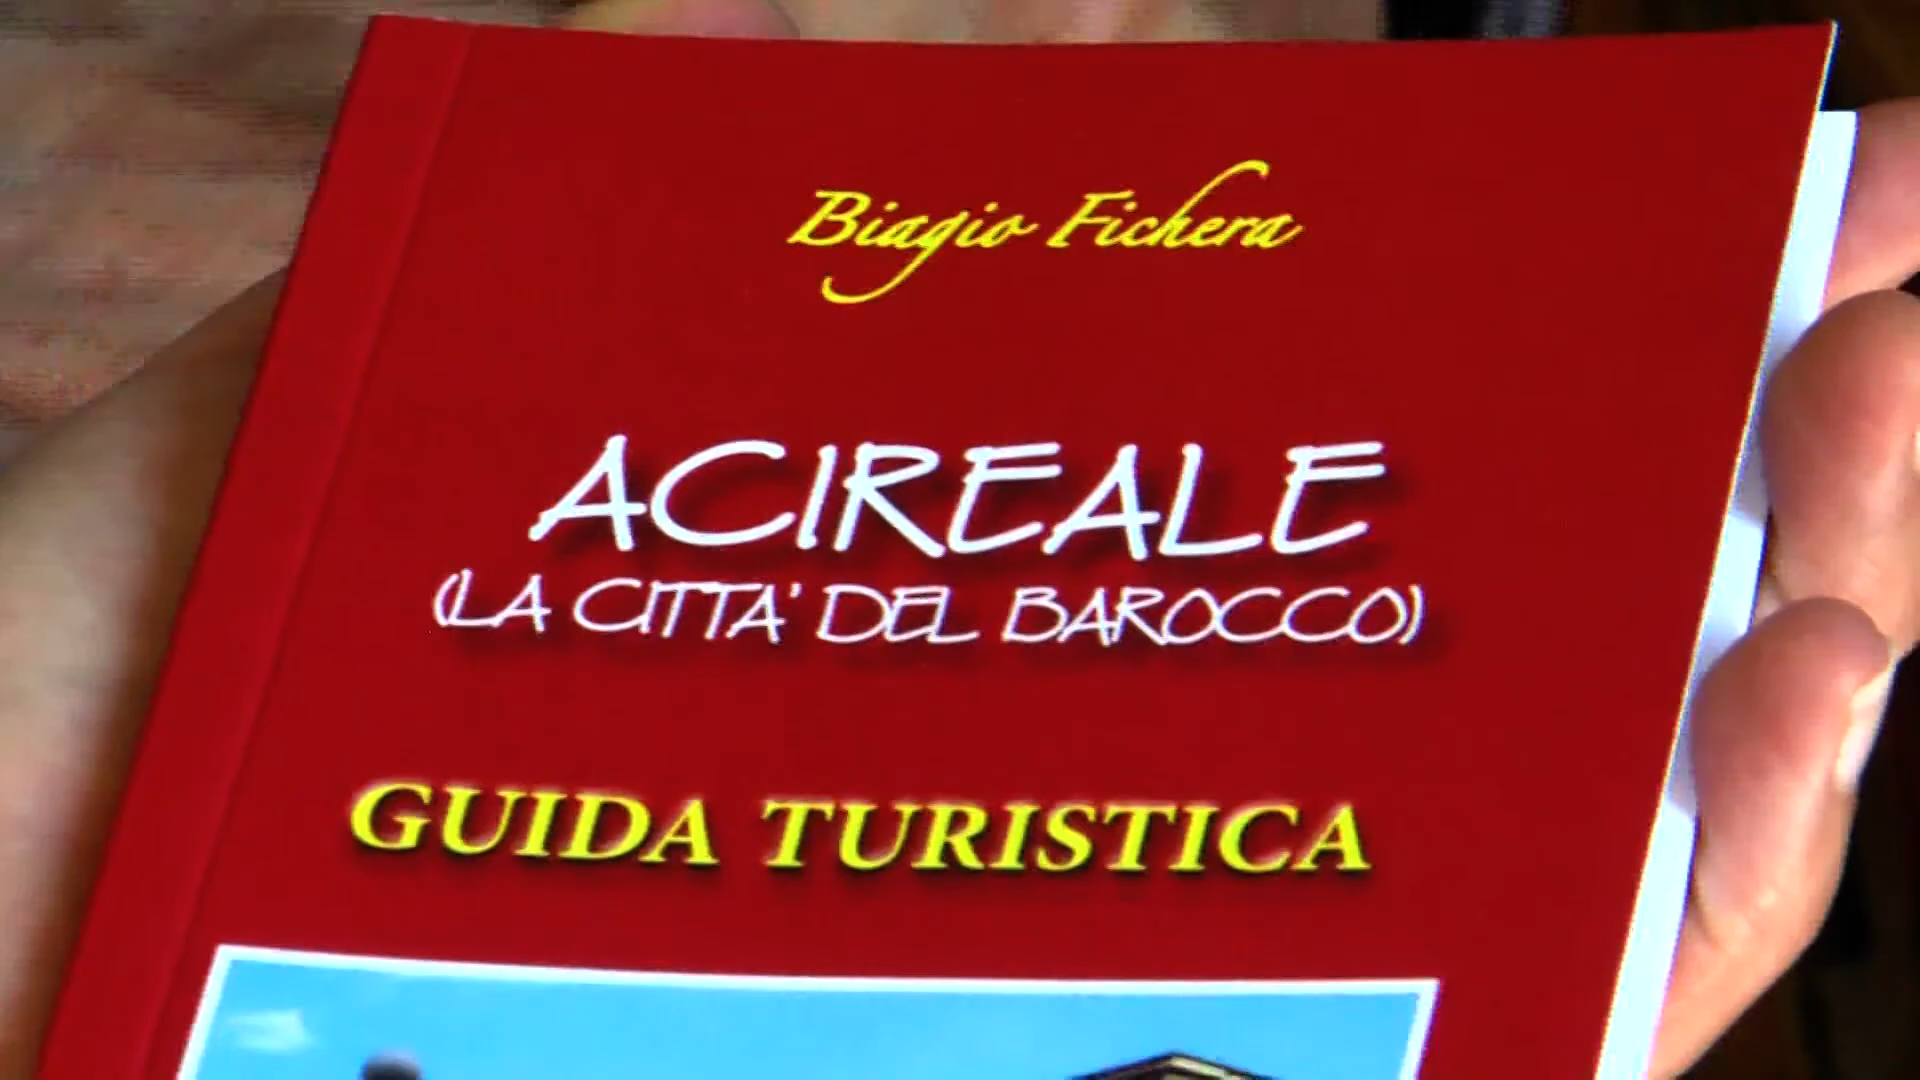 Biagio Fichera
ACIREALE
(LA CITTA' DEL BAROCCO)
GUIDA TURISTICA